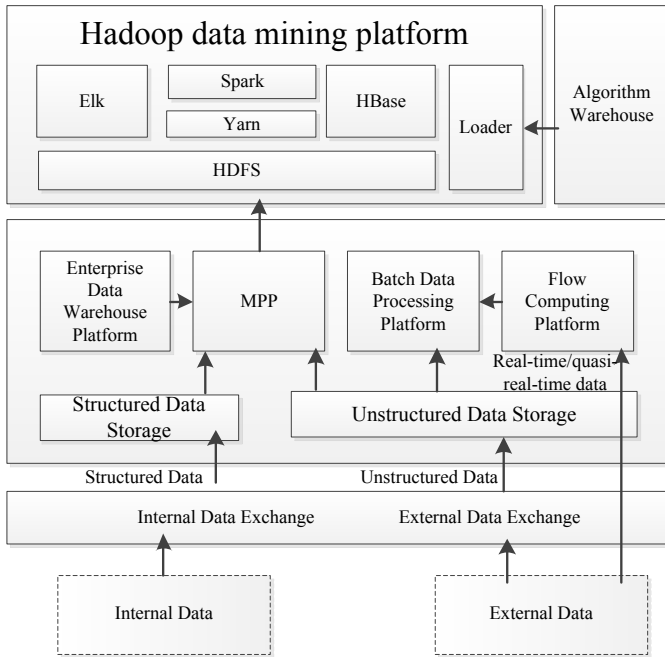 Hadoop data mining platform
Elk
Spark
Yarn
HBase
Loader
HDFS
Algorithm
Warehouse
Enterprise
Data
Warehouse
Platform
MPP
Batch Data
Processing
Platform
Flow
Computing
Platform
Real-time/quasi-
real-time data
Structured Data
Storage
Unstructured Data Storage
Structured Data
Unstructured Data
Internal Data Exchange
External Data Exchange
Internal Data
External Data